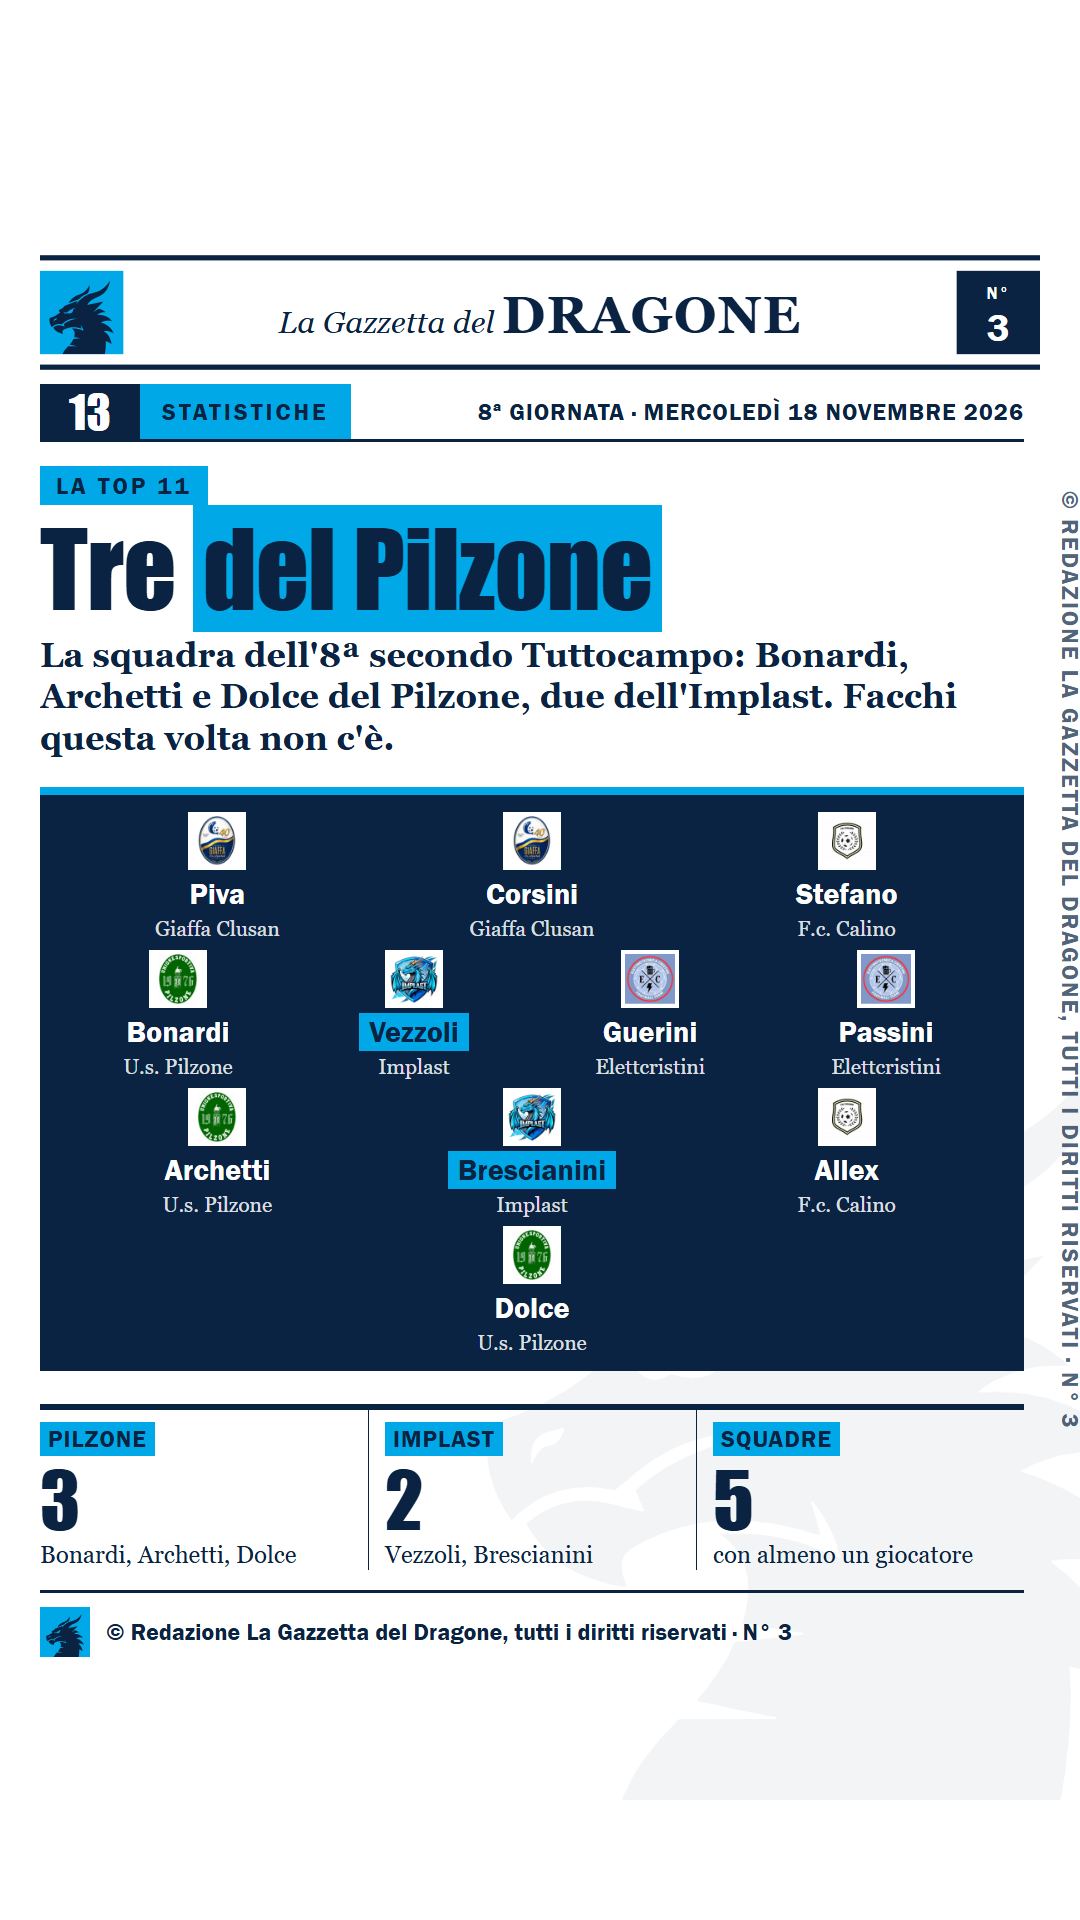 La Gazzetta del DRAGONE
N°
3
13 STATISTICHE
8ª GIORNATA · MERCOLEDÌ 18 NOVEMBRE 2026
LA TOP 11
Tre del Pilzone
La squadra dell'8ª secondo Tuttocampo: Bonardi,
Archetti e Dolce del Pilzone, due dell'Implast. Facchi
questa volta non c'è.
Piva Corsini Stefano
Giaffa Clusan Giaffa Clusan F.c. Calino
Bonardi Vezzoli Guerini Passini
U.s. Pilzone Implast Elettcristini Elettcristini
Archetti Brescianini Allex
U.s. Pilzone Implast F.c. Calino
Dolce
U.s. Pilzone
PILZONE IMPLAST SQUADRE
3 2 5
Bonardi, Archetti, Dolce Vezzoli, Brescianini con almeno un giocatore
© Redazione La Gazzetta del Dragone, tutti i diritti riservati · N° 3
© REDAZIONE LA GAZZETTA DEL DRAGONE, TUTTI I DIRITTI RISERVATI · N° 3